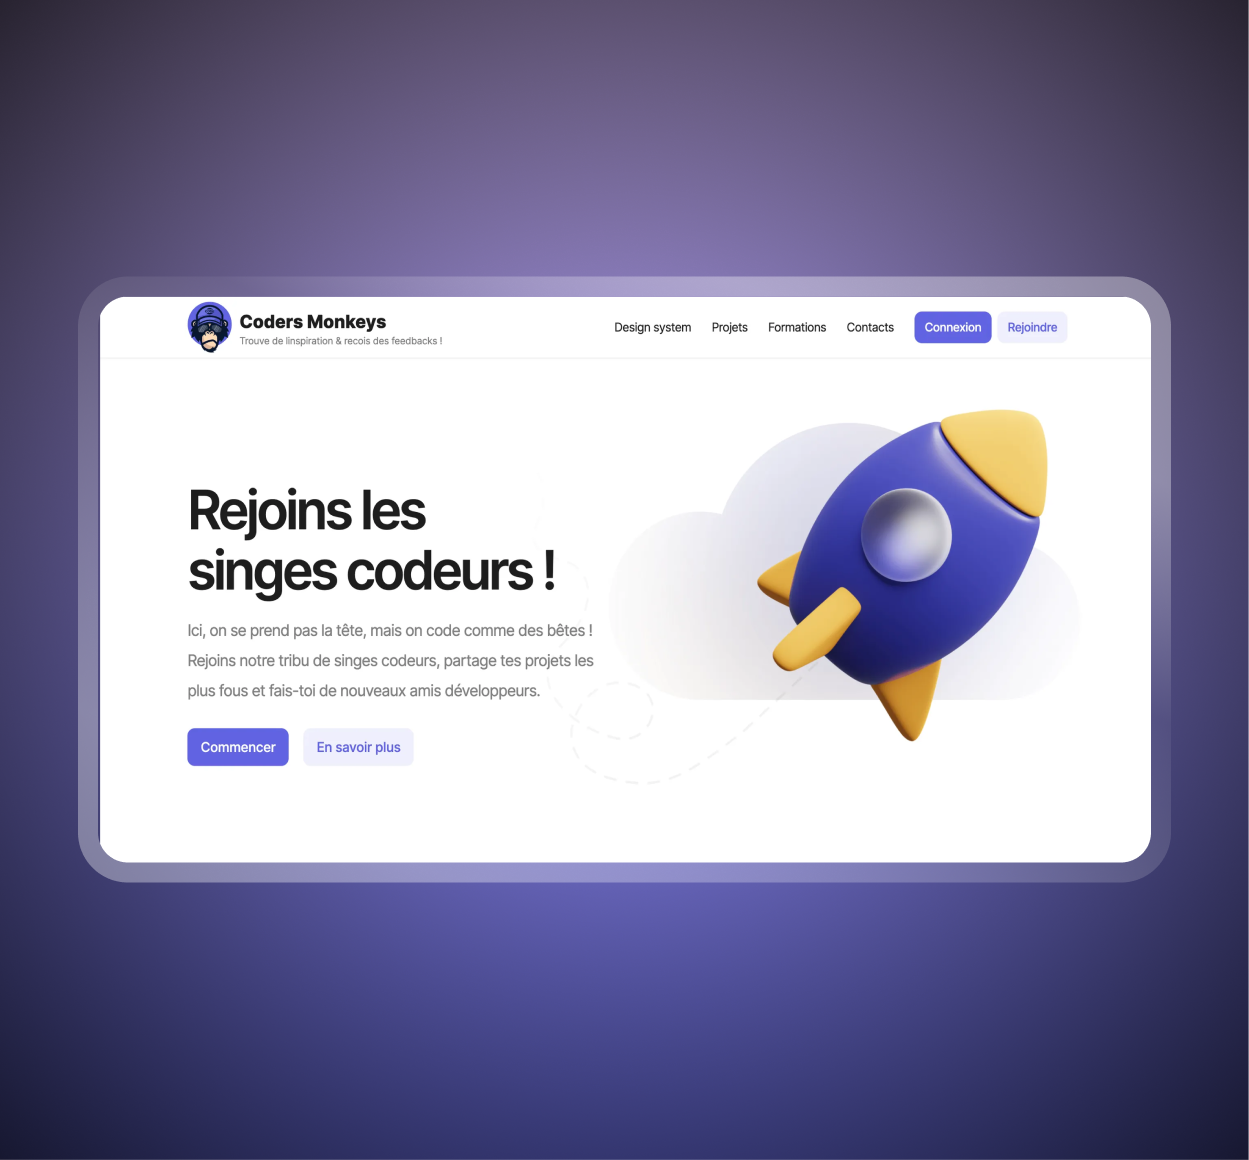 Coders Monkeys
Trouve de linspiration & recois des feedbacks !
Design system
Projets
Formations
Contacts
Connexion
Rejoindre
Rejoins les
singes codeurs !
Ici, on se prend pas la tête, mais on code comme des bêtes !
Rejoins notre tribu de singes codeurs, partage tes projets les
plus fous et fais-toi de nouveaux amis développeurs.
Commencer
En savoir plus